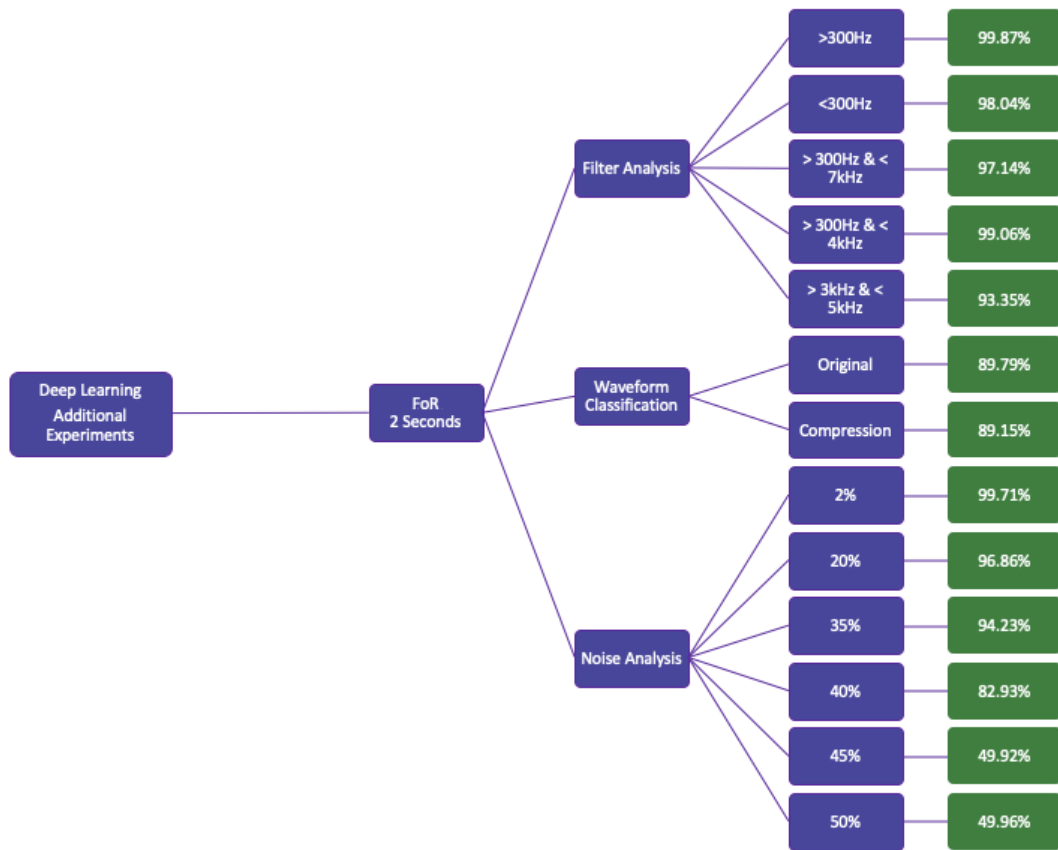 Deep Learning
Additional
Experiments
FoR
2 Seconds
Filter Analysis
>300Hz
99.87%
<300Hz
98.04%
> 300Hz & <
7kHz
97.14%
> 300Hz & <
4kHz
99.06%
> 3kHz & <
5kHz
93.35%
Waveform
Classification
Original
89.79%
Compression
89.15%
Noise Analysis
2%
99.71%
20%
96.86%
35%
94.23%
40%
82.93%
45%
49.92%
50%
49.96%